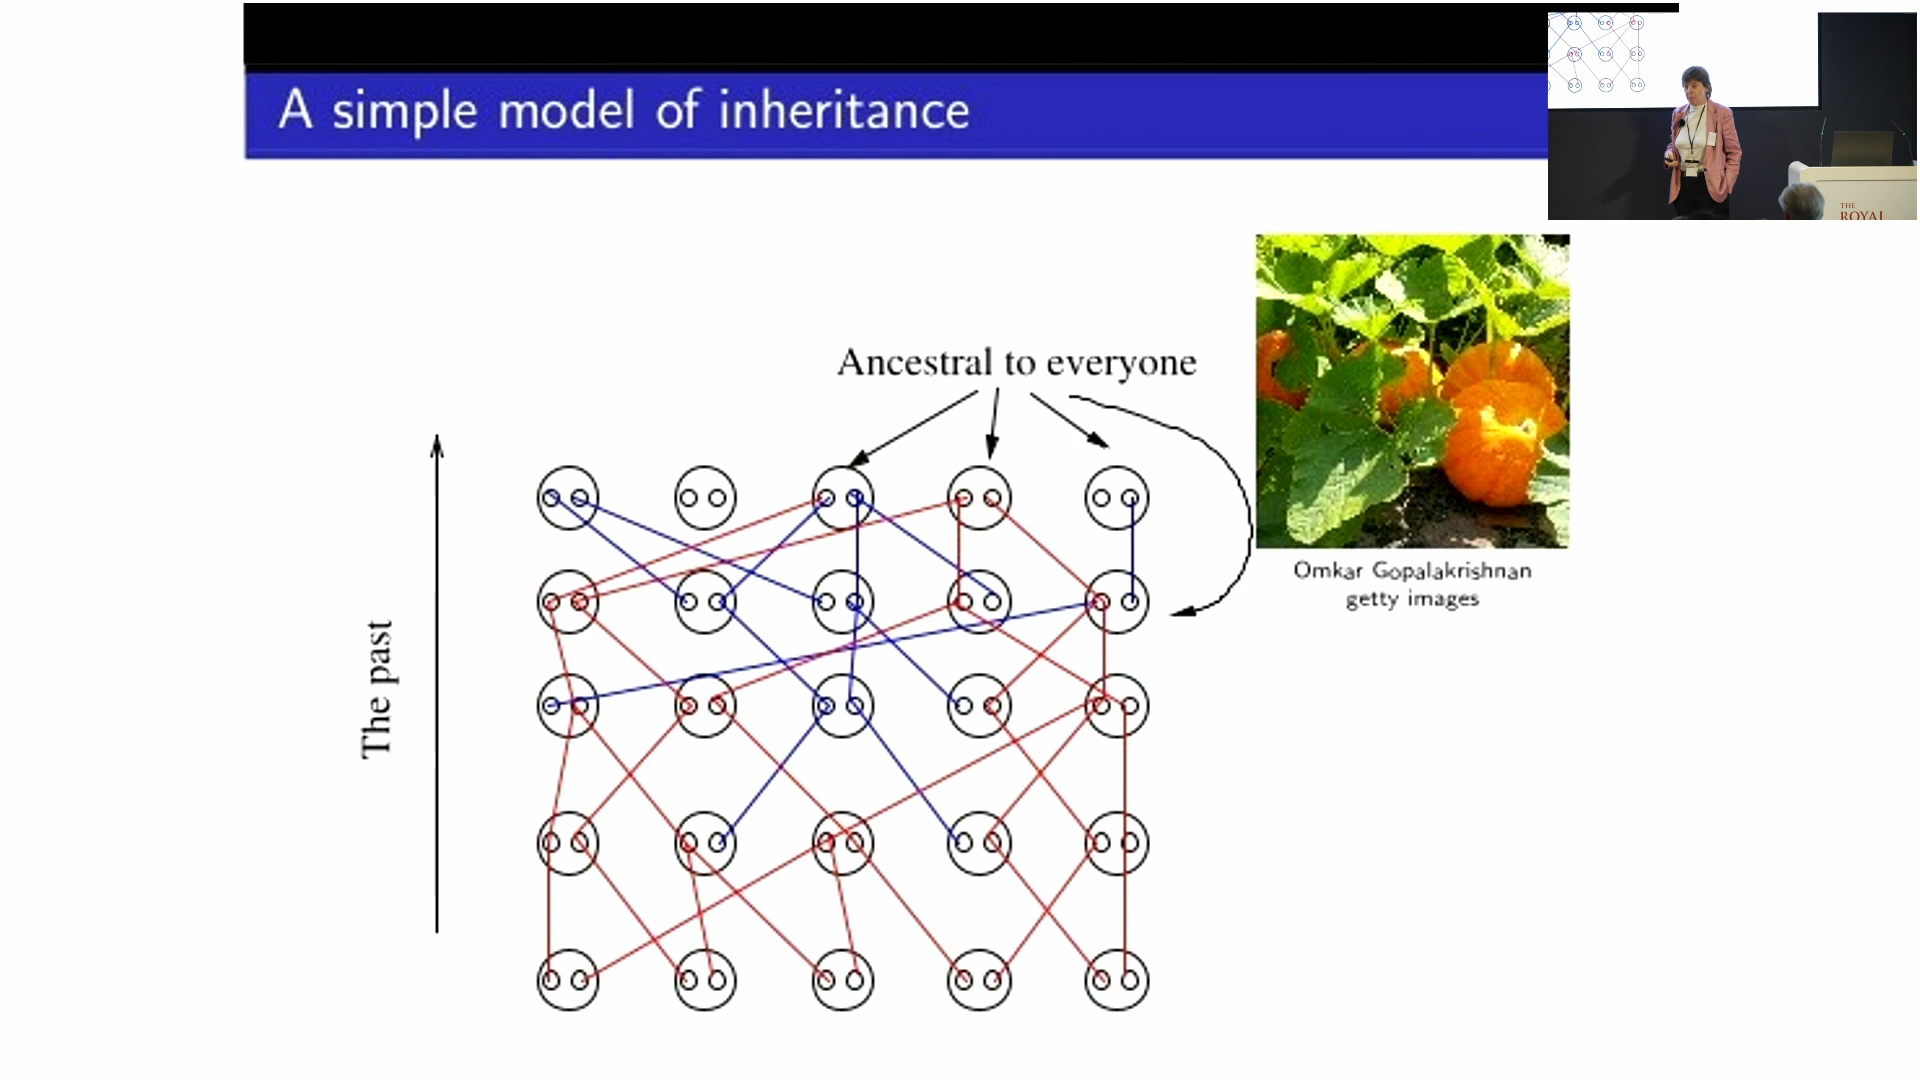 A simple model of inheritance
THE
ROYAL
Ancestral to everyone
Omkar Gopalakrishnan
getty images
The past